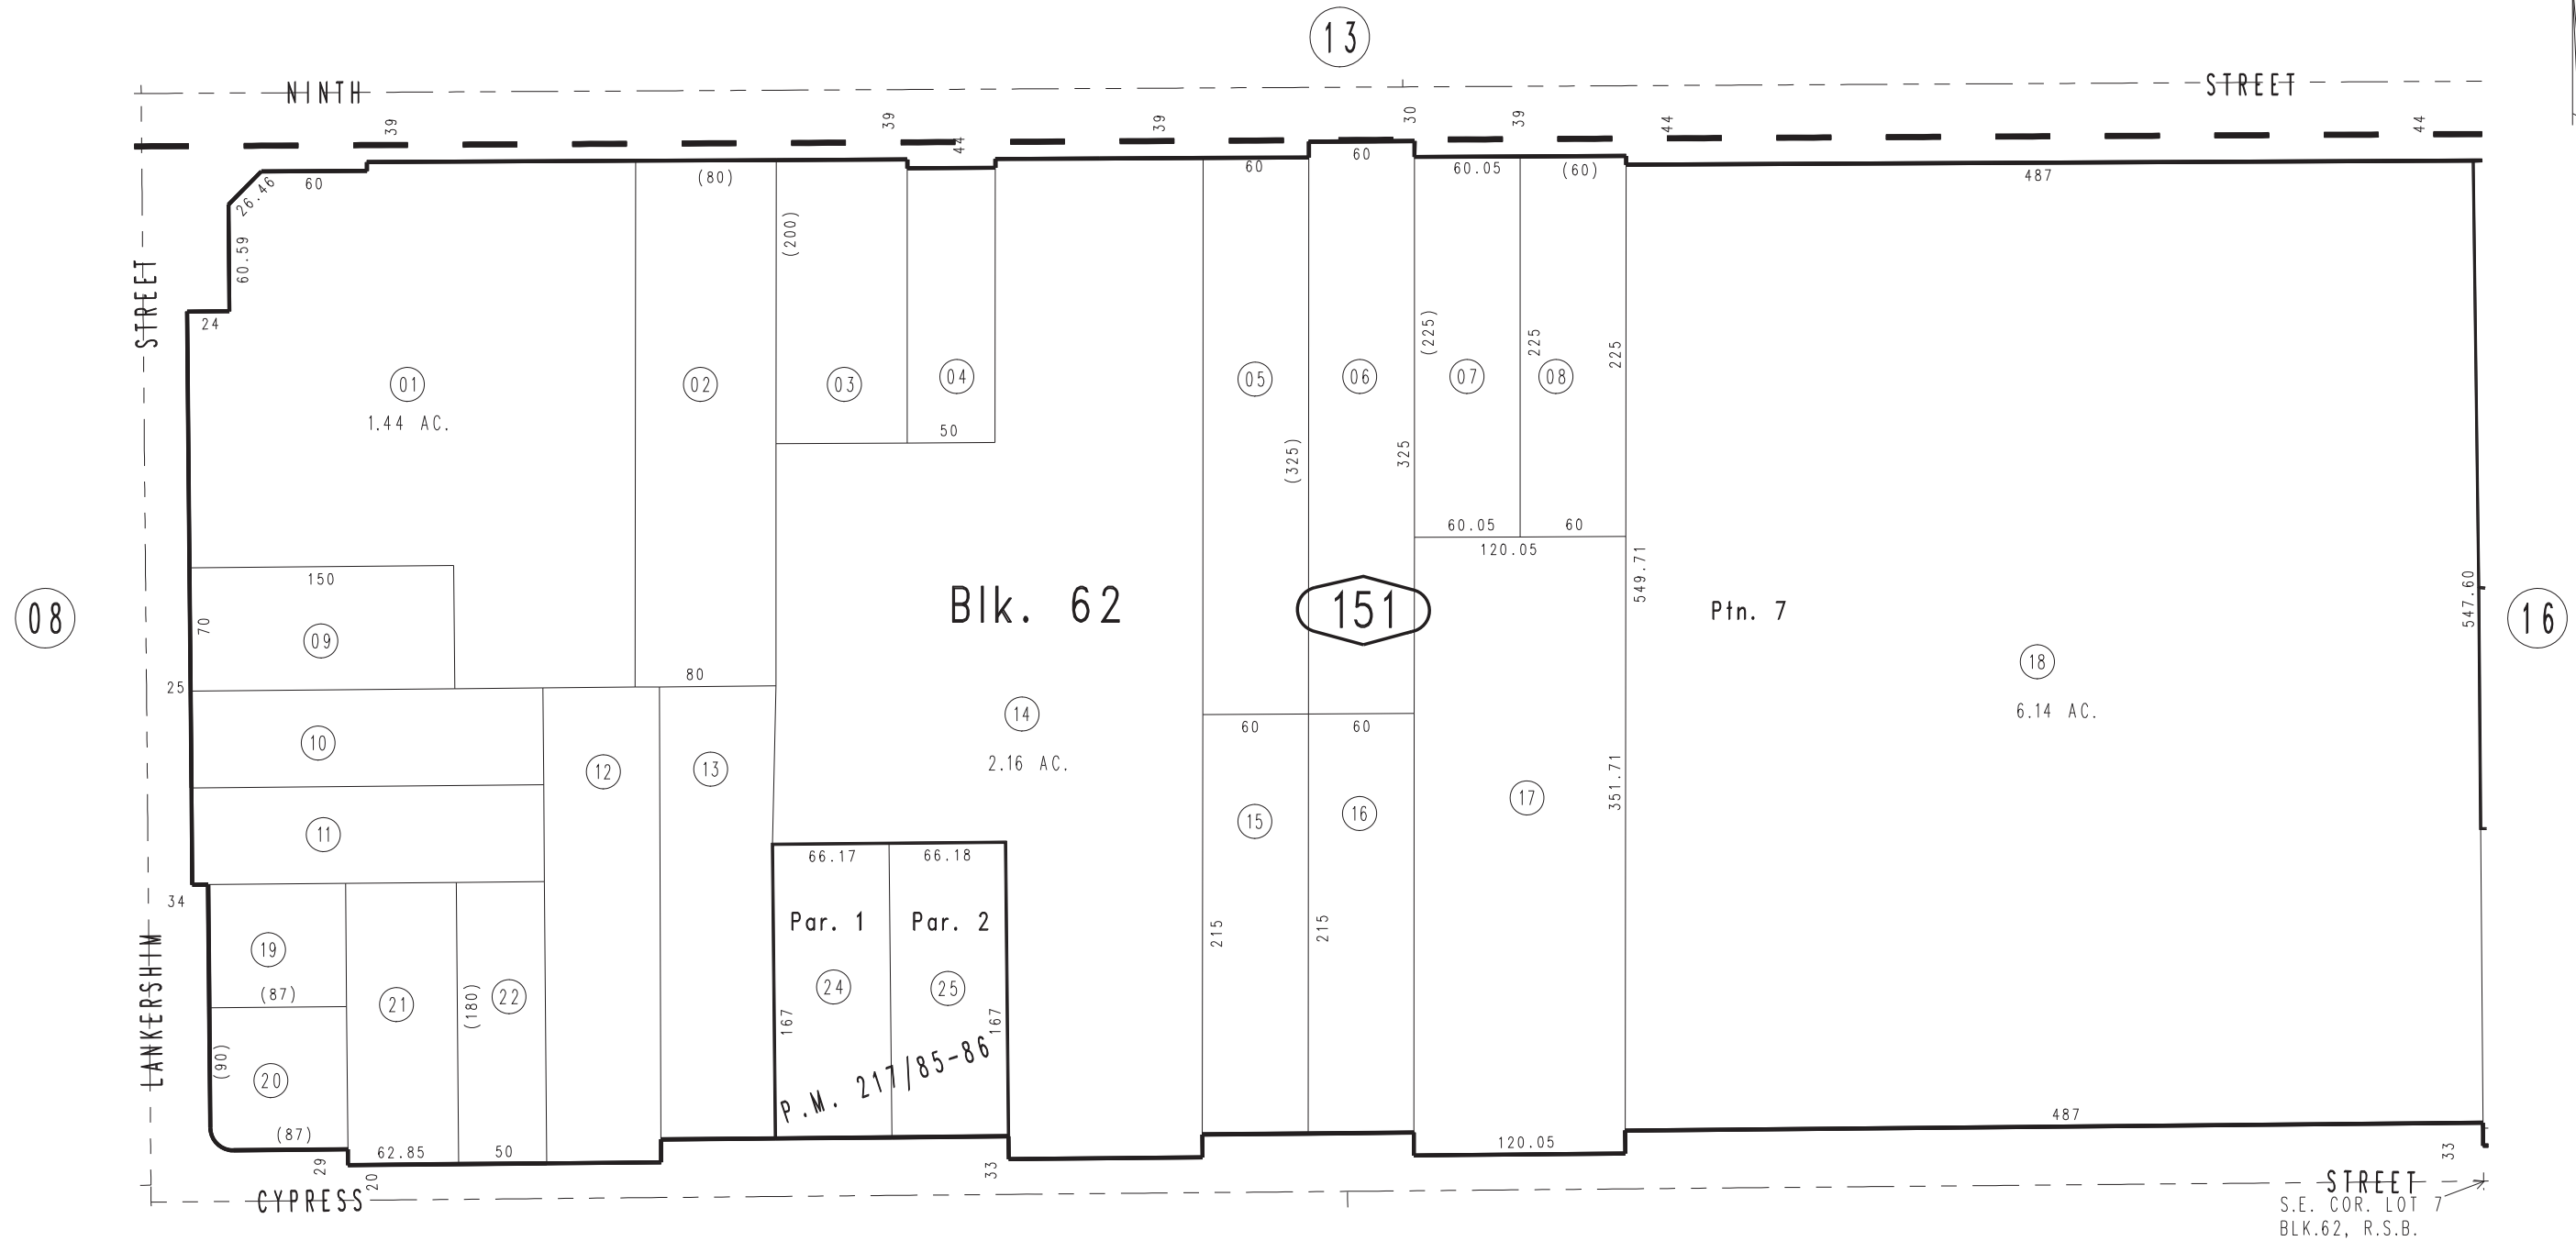 13
NINTH STREET
39 39 44 39 30 39 44 44
60 (80) 60 60 60.05 (60) 487
26.46
60.59
(200)
STREET
24
(225) 225 225
01 02 03 04 05 06 07 08
1.44 AC.
50
(325) 325
60.05 60
120.05
549.71
150
70
09
08
Blk. 62
151
Ptn. 7
547.60
16
80
25
18
6.14 AC.
14
2.16 AC.
60 60
10
12 13
351.71
17
11
15 16
66.17 66.18
34
Par. 1 Par. 2
215 215
19
(87)
21
(180)
22
24 25
167 167
P.M. 217/85-86
LANKERSHIM
(90)
20
(87)
62.85 50
120.05
487
29
20
33
33
CYPRESS STREET
S.E. COR. LOT 7
BLK.62, R.S.B.